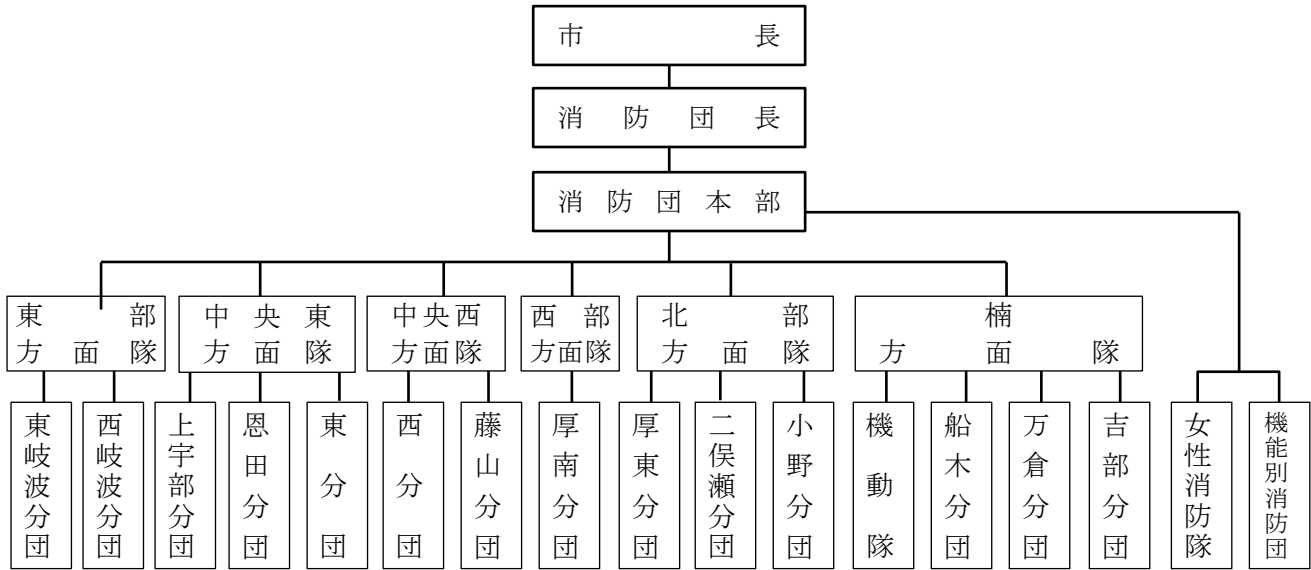 市長
消防団長
消防団本部
東部
方面隊
中央東
方面隊
中央西
方面隊
西部
方面隊
北部
方面隊
楠
方面隊
東岐波分団
西岐波分団
上宇部分団
恩田分団
東分団
西分団
藤山分団
厚南分団
厚東分団
二俣瀬分団
小野分団
機動隊
船木分団
万倉分団
吉部分団
女性消防隊
機能別消防団